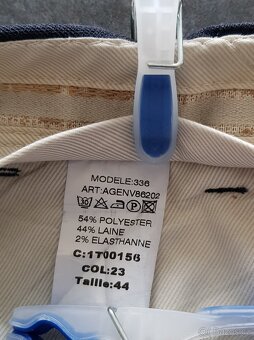 MODELE:336
ART:AGENV86202
54% POLYESTER
44% LAINE
2% ELASTHANNE
C:1T00156
COL:23
Taille:44